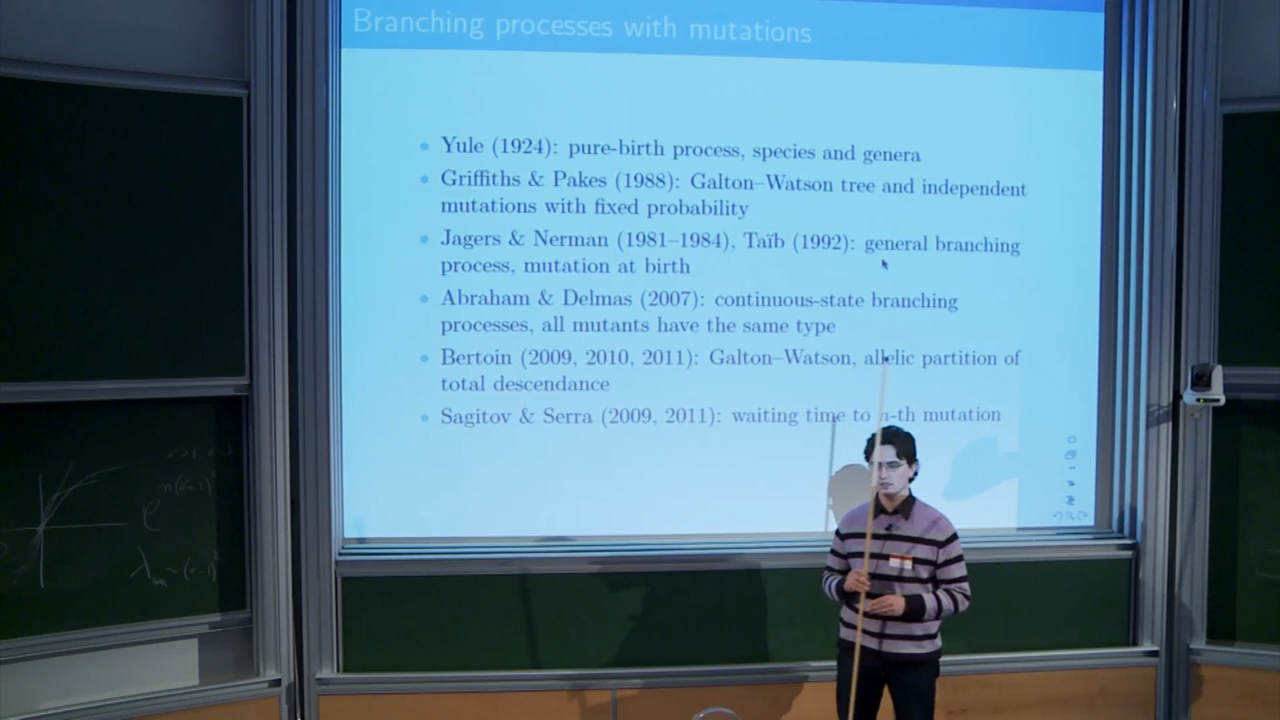 Branching processes with mutations
Yule (1924): pure-birth process, species and genera
Griffiths & Pakes (1988): Galton–Watson tree and independent
mutations with fixed probability
Jagers & Nerman (1981–1984), Taïb (1992): general branching
process, mutation at birth
Abraham & Delmas (2007): continuous-state branching
processes, all mutants have the same type
Bertoin (2009, 2010, 2011): Galton–Watson, allelic partition of
total descendance
Sagitov & Serra (2009, 2011): waiting time to n-th mutation